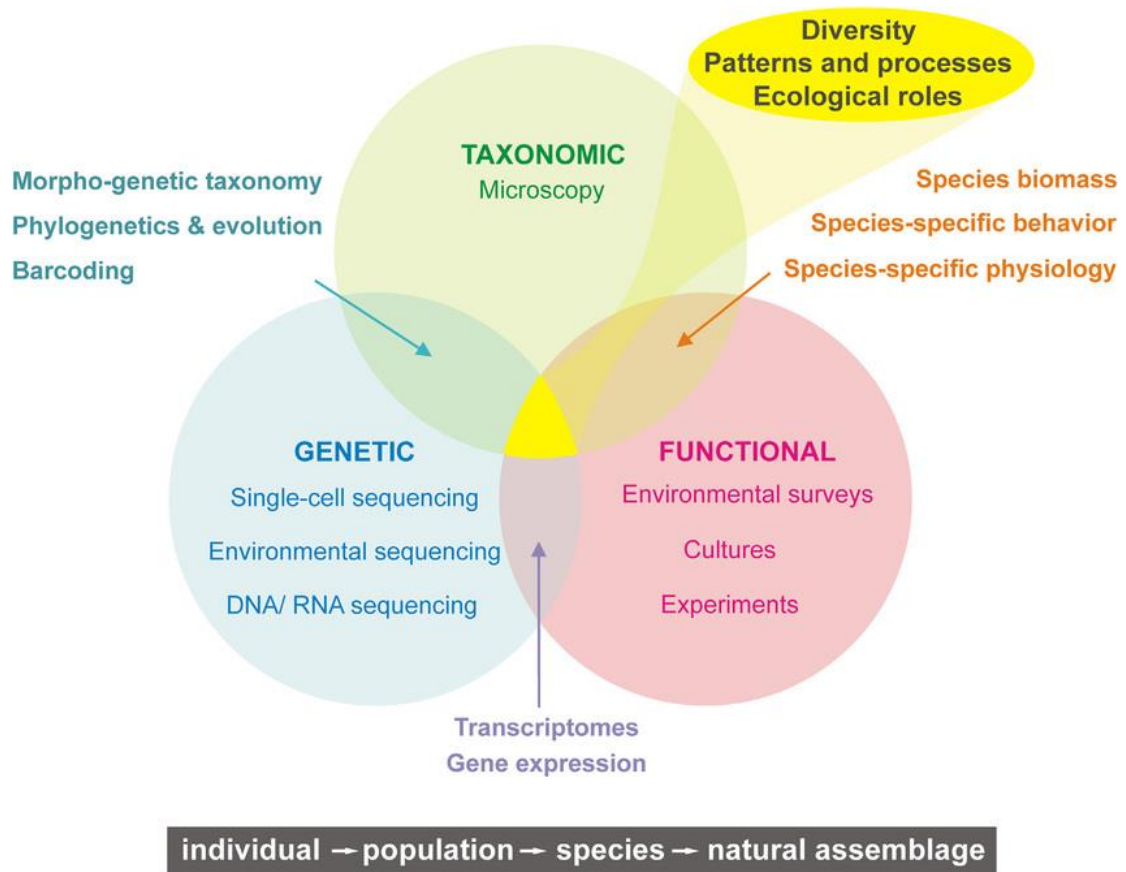 Diversity
Patterns and processes
Ecological roles
TAXONOMIC
Microscopy
Morpho-genetic taxonomy
Phylogenetics & evolution
Barcoding
Species biomass
Species-specific behavior
Species-specific physiology
GENETIC
Single-cell sequencing
Environmental sequencing
DNA/ RNA sequencing
FUNCTIONAL
Environmental surveys
Cultures
Experiments
Transcriptomes
Gene expression
individual → population → species → natural assemblage